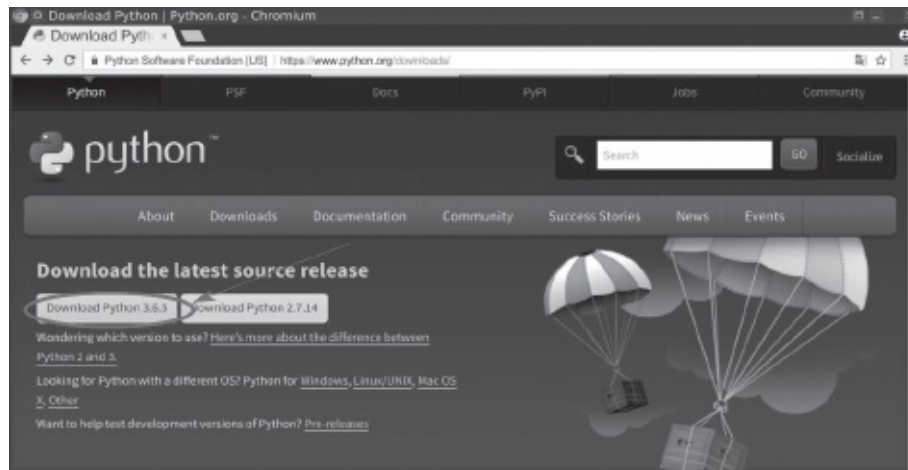 Download Python | Python.org - Chromium
Download Pyth
Python Software Foundation [US] | https://www.python.org/downloads/
Python PSF Docs PyPI Jobs Community
python™
Search GO Socialize
About Downloads Documentation Community Success Stories News Events
Download the latest source release
Download Python 3.6.5 Download Python 2.7.14
Wondering which version to use? Here's more about the difference between
Python 2 and 3.
Looking for Python with a different OS? Python for Windows, Linux/UNIX, Mac OS
X, Other
Want to help test development versions of Python? Pre-releases